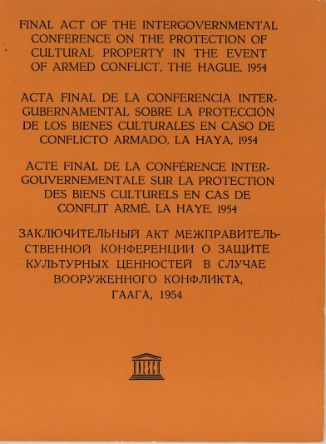 FINAL ACT OF THE INTERGOVERNMENTAL
CONFERENCE ON THE PROTECTION OF
CULTURAL PROPERTY IN THE EVENT
OF ARMED CONFLICT, THE HAGUE, 1954
ACTA FINAL DE LA CONFERENCIA INTER-
GUBERNAMENTAL SOBRE LA PROTECCIÓN
DE LOS BIENES CULTURALES EN CASO DE
CONFLICTO ARMADO, LA HAYA, 1954
ACTE FINAL DE LA CONFÉRENCE INTER-
GOUVERNEMENTALE SUR LA PROTECTION
DES BIENS CULTURELS EN CAS DE
CONFLIT ARMÉ, LA HAYE, 1954
ЗАКЛЮЧИТЕЛЬНЫЙ АКТ МЕЖПРАВИТЕЛЬ-
СТВЕННОЙ КОНФЕРЕНЦИИ О ЗАЩИТЕ
КУЛЬТУРНЫХ ЦЕННОСТЕЙ В СЛУЧАЕ
ВООРУЖЕННОГО КОНФЛИКТА,
ГААГА, 1954
UNESCO